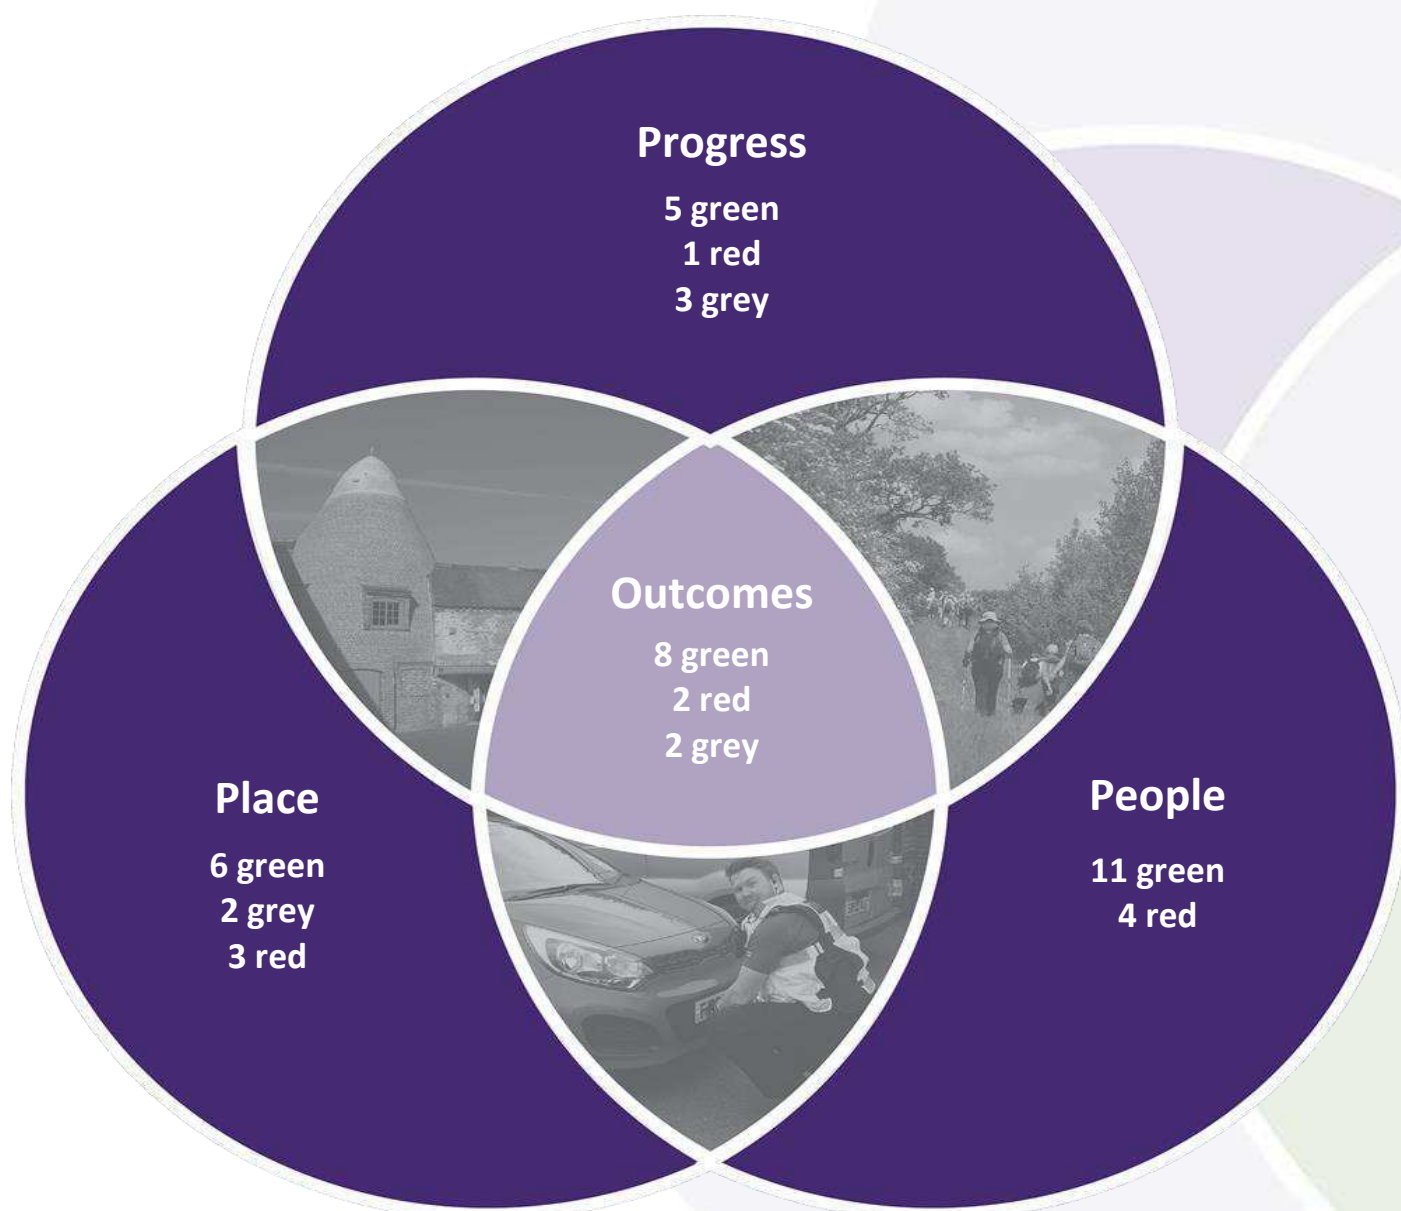 Progress
5 green
1 red
3 grey
Outcomes
8 green
2 red
2 grey
Place
6 green
2 grey
3 red
People
11 green
4 red